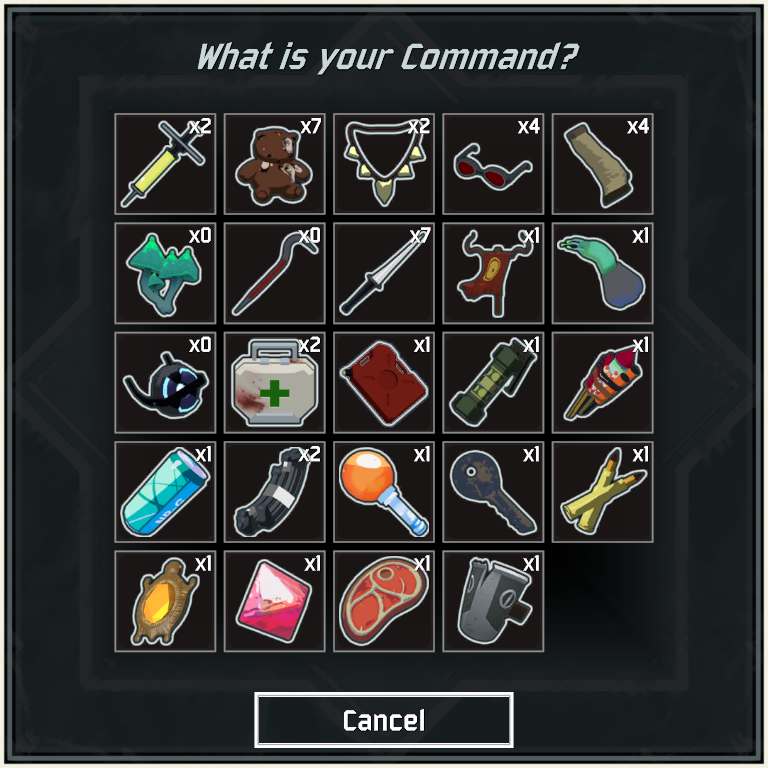 What is your Command?
x2 x7 x2 x4 x4
x0 x0 x7 x1 x1
x0 x2 x1 x1 x1
x1 x2 x1 x1 x1
x1 x1 x1 x1
Cancel